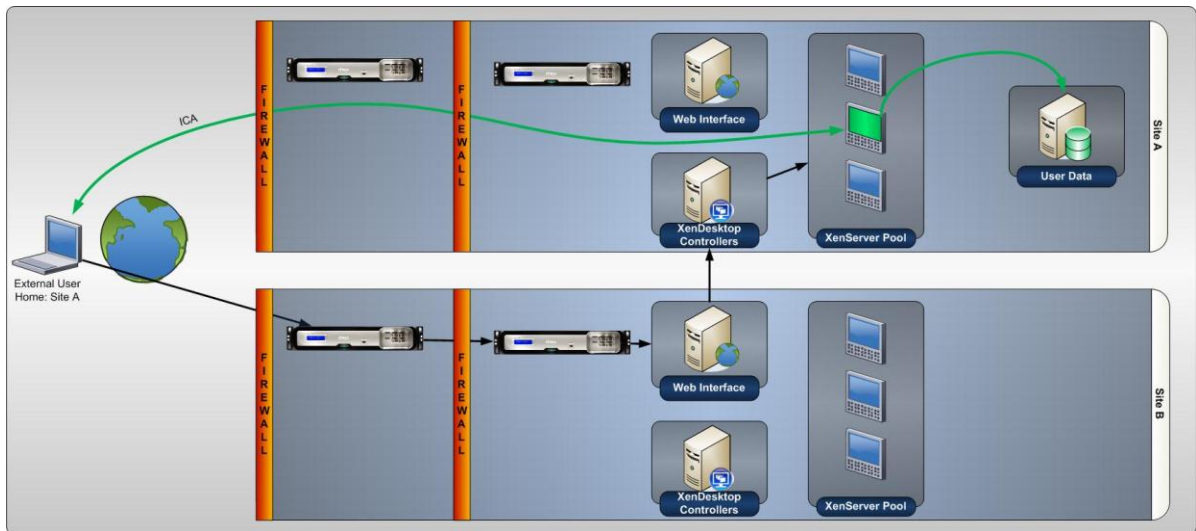 FIREWALL
FIREWALL
Web Interface
XenDesktop
Controllers
XenServer Pool
User Data
Site A
ICA
External User
Home: Site A
FIREWALL
FIREWALL
Web Interface
XenDesktop
Controllers
XenServer Pool
Site B